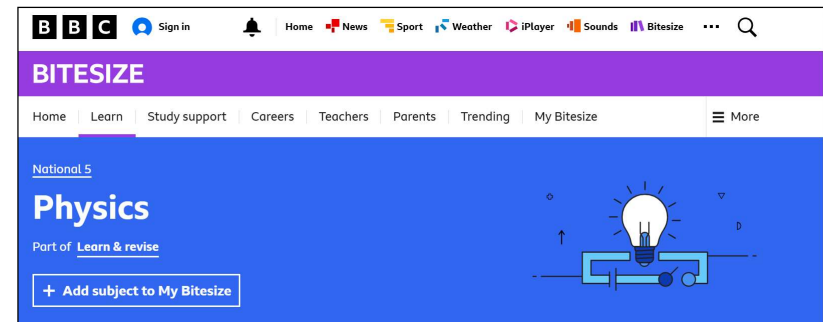 BBC Sign in Home News Sport Weather iPlayer Sounds Bitesize
BITESIZE
Home Learn Study support Careers Teachers Parents Trending My Bitesize More
National 5
Physics
Part of Learn & revise
+ Add subject to My Bitesize